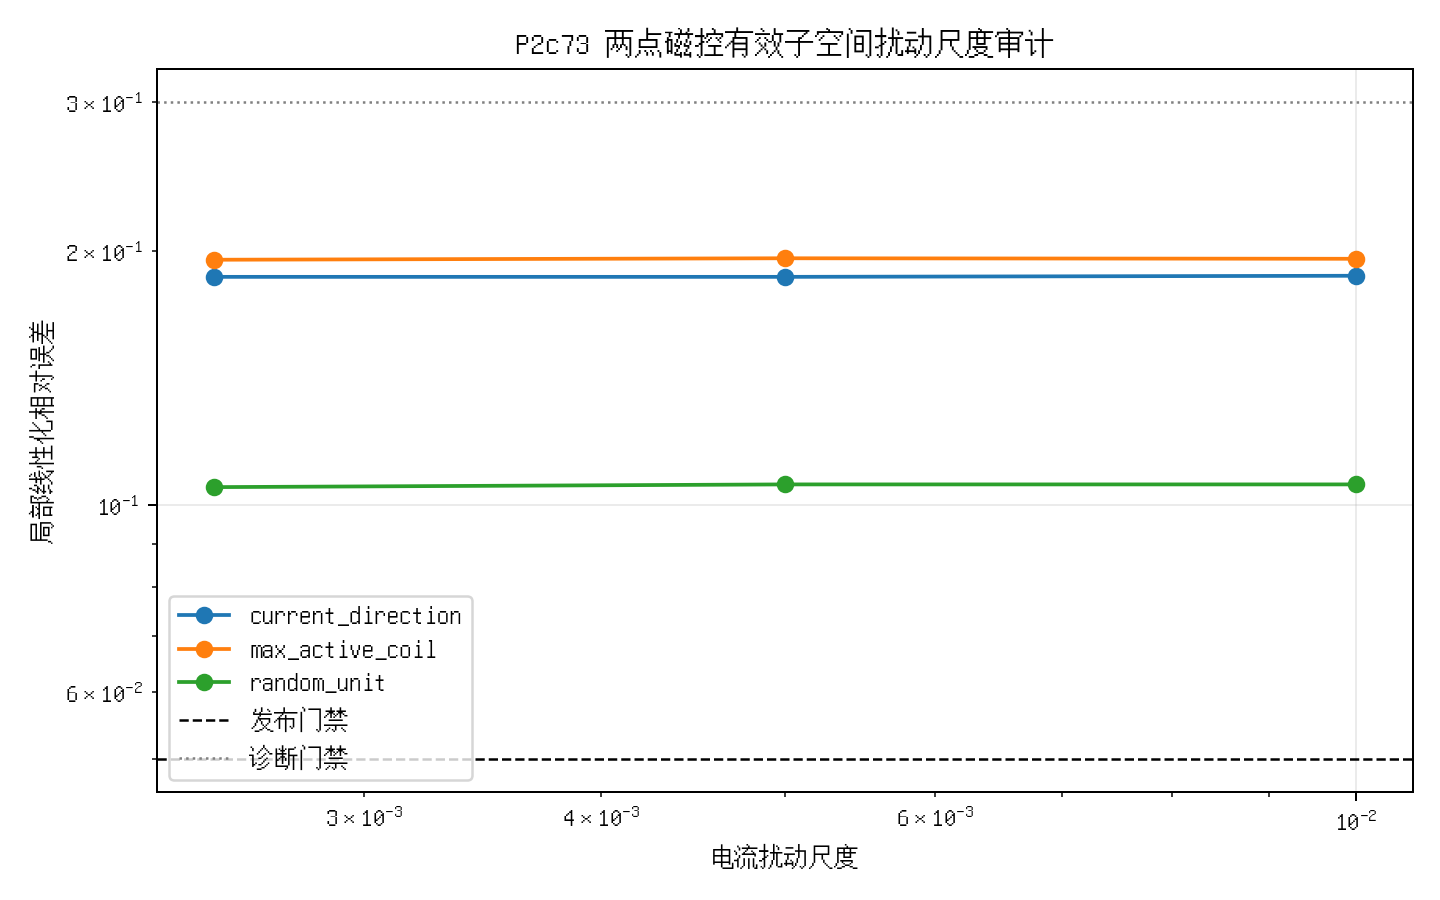 P2c73 两点磁控有效子空间扰动尺度审计
局部线性化相对误差
3×10⁻¹
2×10⁻¹
10⁻¹
6×10⁻²
current_direction
max_active_coil
random_unit
发布门禁
诊断门禁
3×10⁻³
4×10⁻³
6×10⁻³
10⁻²
电流扰动尺度